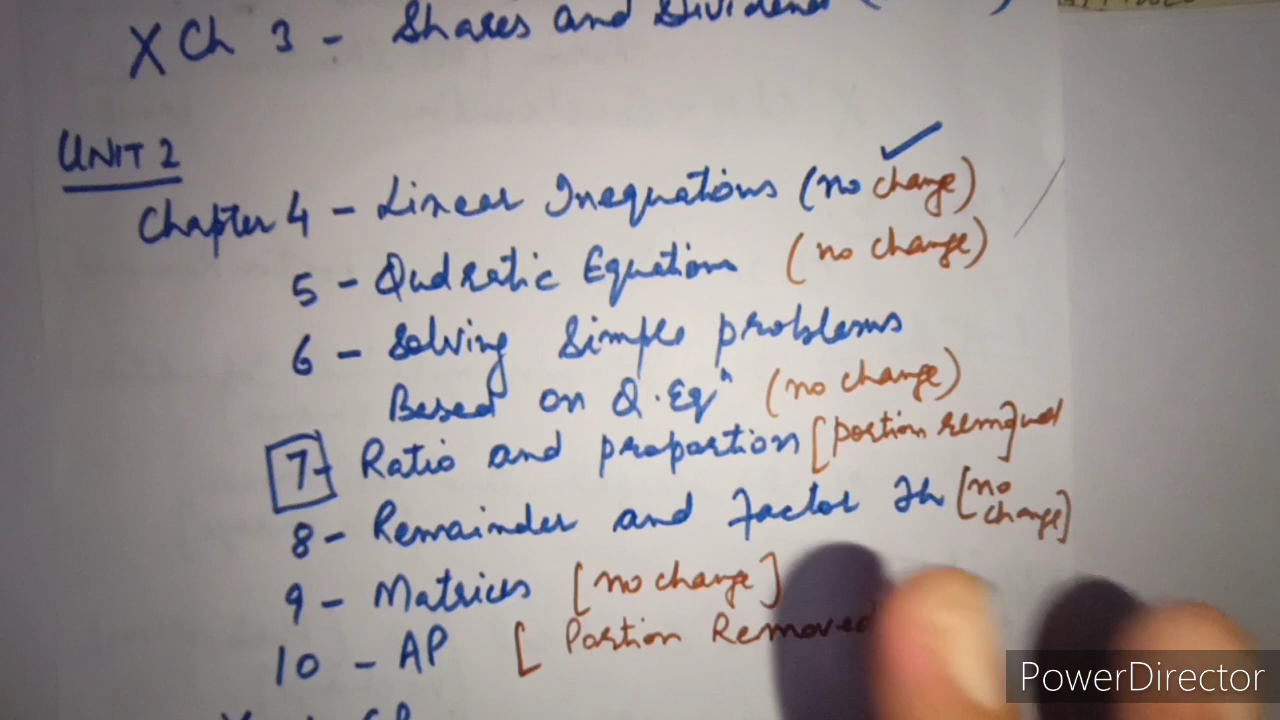 X Ch 3 - Shares and Dividend
UNIT 2
Chapter 4 - Linear Inequations (no change)
5 - Qudratic Equations (no change)
6 - Solving Simple problems
Based on Q.Eqⁿ (no change)
7- Ratio and proportion [portion removed]
8 - Remainder and factor Th [no change]
9 - Matrices [no change]
10 - AP [Portion Removed
PowerDirector